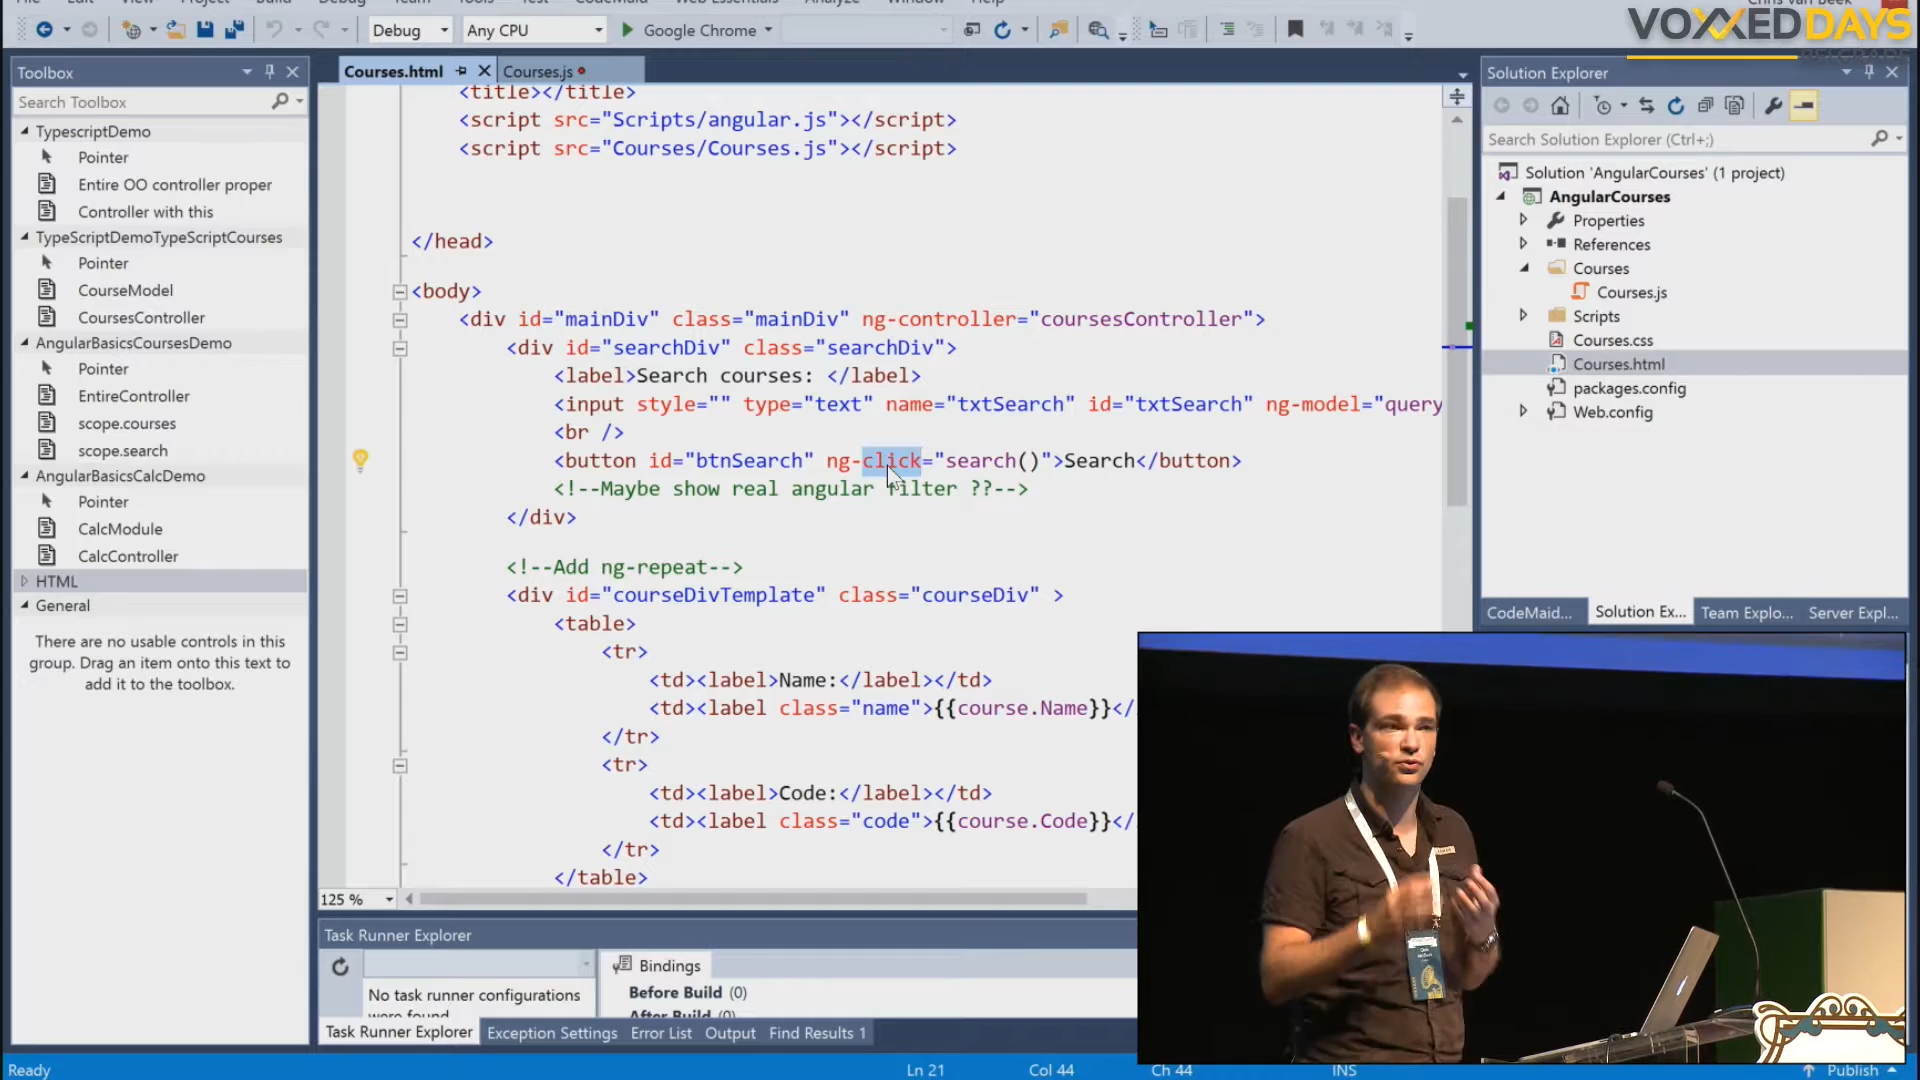 VOXXED DAYS
Debug
Any CPU
Google Chrome
Toolbox
Search Toolbox
TypescriptDemo
Pointer
Entire OO controller proper
Controller with this
TypeScriptDemoTypeScriptCourses
Pointer
CourseModel
CoursesController
AngularBasicsCoursesDemo
Pointer
EntireController
scope.courses
scope.search
AngularBasicsCalcDemo
Pointer
CalcModule
CalcController
HTML
General
There are no usable controls in this
group. Drag an item onto this text to
add it to the toolbox.
Courses.html
Courses.js
<title></title>
<script src="Scripts/angular.js"></script>
<script src="Courses/Courses.js"></script>
</head>
<body>
<div id="mainDiv" class="mainDiv" ng-controller="coursesController">
<div id="searchDiv" class="searchDiv">
<label>Search courses: </label>
<input style="" type="text" name="txtSearch" id="txtSearch" ng-model="query
<br />
<button id="btnSearch" ng-click="search()">Search</button>
<!--Maybe show real angular filter ??-->
</div>
<!--Add ng-repeat-->
<div id="courseDivTemplate" class="courseDiv" >
<table>
<tr>
<td><label>Name:</label></td>
<td><label class="name">{{course.Name}}</
</tr>
<tr>
<td><label>Code:</label></td>
<td><label class="code">{{course.Code}}</
</tr>
</table>
125 %
Solution Explorer
Search Solution Explorer (Ctrl+;)
Solution 'AngularCourses' (1 project)
AngularCourses
Properties
References
Courses
Courses.js
Scripts
Courses.css
Courses.html
packages.config
Web.config
CodeMaid...
Solution Ex...
Team Explo...
Server Expl...
Task Runner Explorer
No task runner configurations
were found
Bindings
Before Build (0)
After Build (0)
Task Runner Explorer
Exception Settings
Error List
Output
Find Results 1
Ready
Ln 21
Col 44
Ch 44
INS
Publish